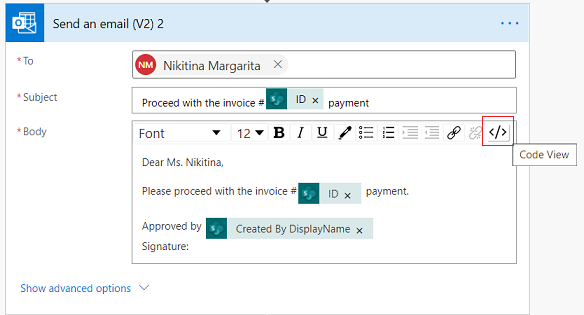 Send an email (V2) 2
* To
NM Nikitina Margarita ×
* Subject
Proceed with the invoice # ID × payment
* Body
Font 12 B I U </>
Code View
Dear Ms. Nikitina,
Please proceed with the invoice # ID × payment.
Approved by Created By DisplayName ×
Signature:
Show advanced options